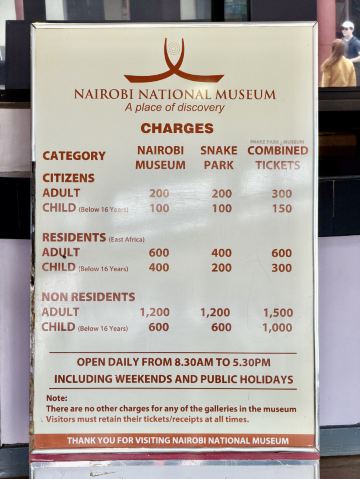 NAIROBI NATIONAL MUSEUM
A place of discovery
CHARGES
SNAKE PARK / MUSEUM
CATEGORY NAIROBI MUSEUM SNAKE PARK COMBINED TICKETS
CITIZENS
ADULT 200 200 300
CHILD (Below 16 Years) 100 100 150
RESIDENTS (East Africa)
ADULT 600 400 600
CHILD (Below 16 Years) 400 200 300
NON RESIDENTS
ADULT 1,200 1,200 1,500
CHILD (Below 16 Years) 600 600 1,000
OPEN DAILY FROM 8.30AM TO 5.30PM
INCLUDING WEEKENDS AND PUBLIC HOLIDAYS
Note:
There are no other charges for any of the galleries in the museum
Visitors must retain their tickets/receipts at all times.
THANK YOU FOR VISITING NAIROBI NATIONAL MUSEUM